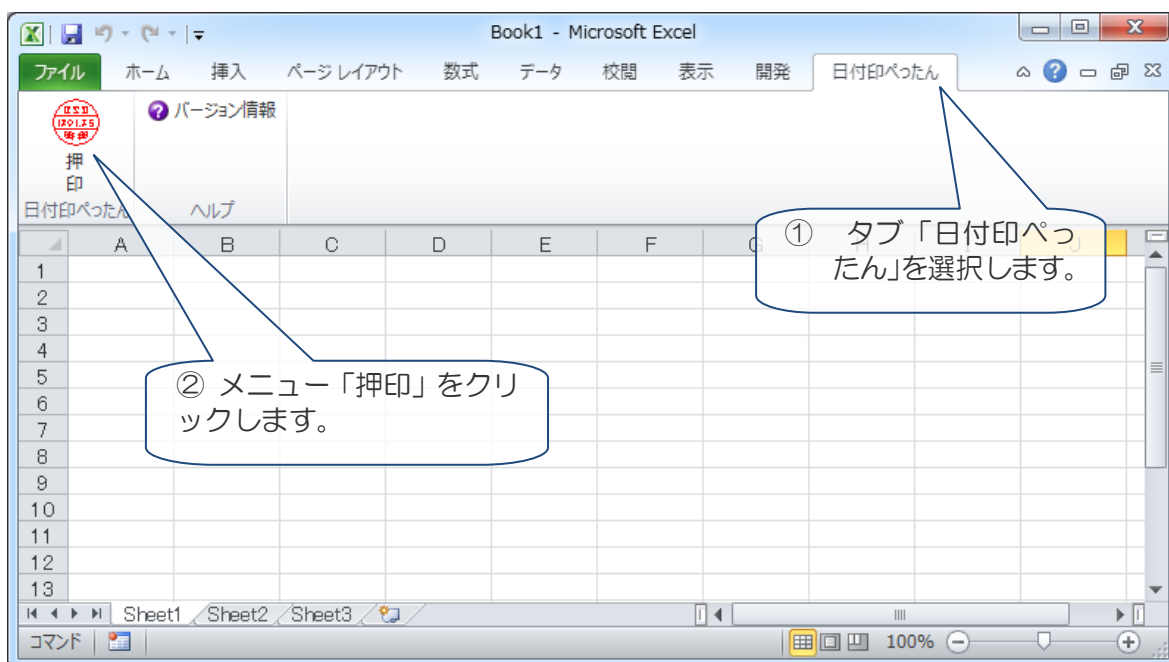 Book1 - Microsoft Excel
ファイル ホーム 挿入 ページ レイアウト 数式 データ 校閲 表示 開発 日付印ぺったん
バージョン情報
押
印
日付印ぺったん ヘルプ
① タブ「日付印ぺっ
たん」を選択します。
A B C D E F G H I J
1
2
3
4
5
② メニュー「押印」をクリ
ックします。
6
7
8
9
10
11
12
13
Sheet1 Sheet2 Sheet3
コマンド 100%